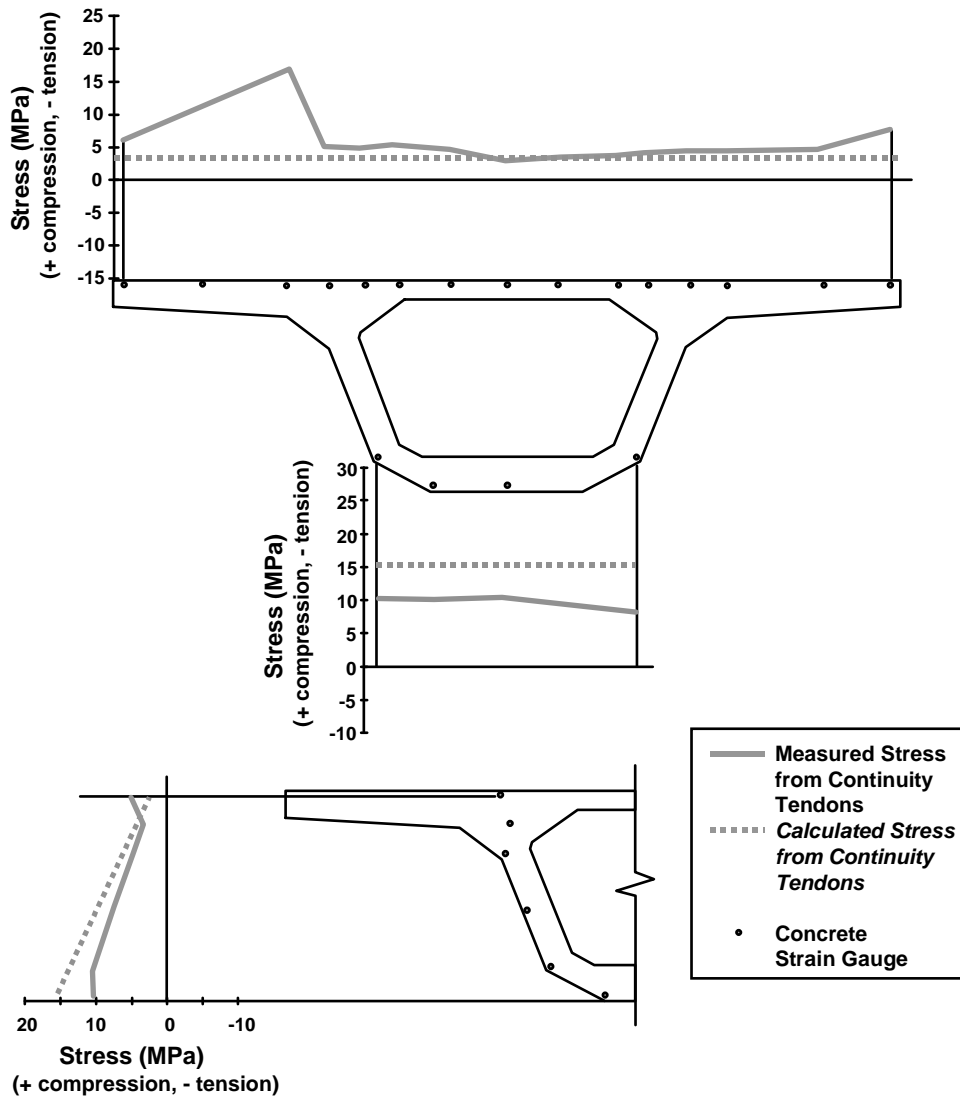 25
20
15
10
5
0
-5
-10
-15
Stress (MPa)
(+ compression, - tension)
30
25
20
15
10
5
0
-5
-10
Stress (MPa)
(+ compression, - tension)
Measured Stress
from Continuity
Tendons
Calculated Stress
from Continuity
Tendons
Concrete
Strain Gauge
20 10 0 -10
Stress (MPa)
(+ compression, - tension)